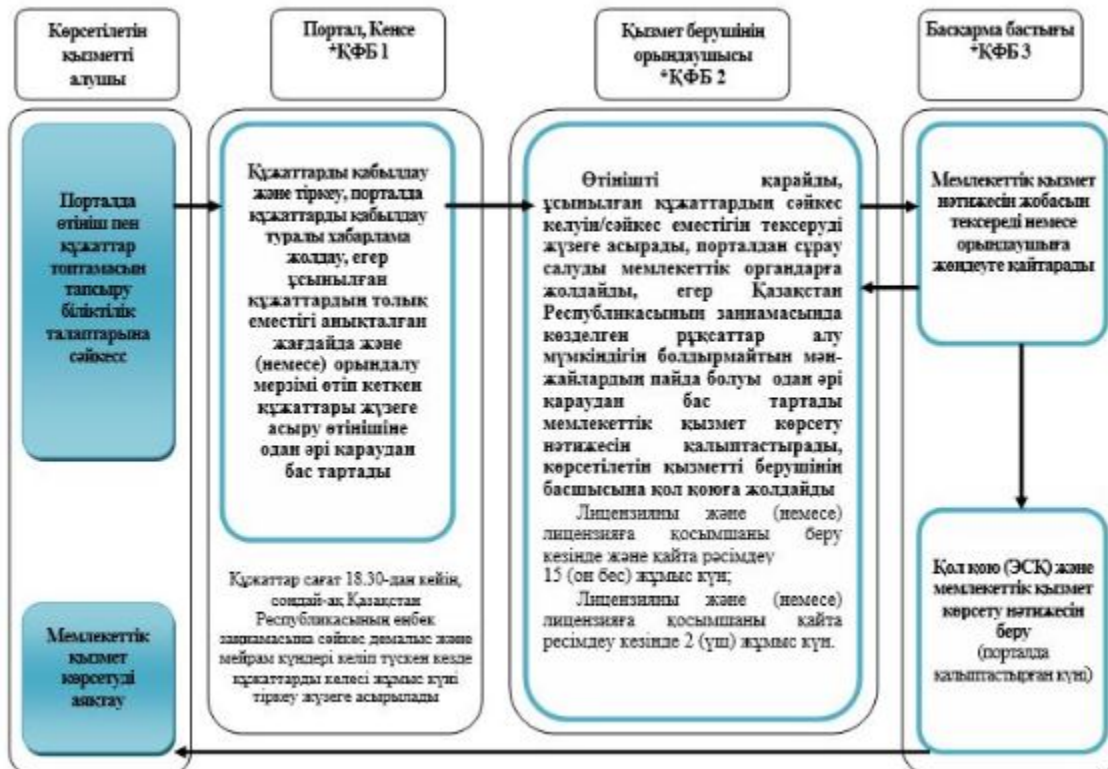 Көрсетілетін
қызметті
алушы
Портал, Кеңсе
*ҚФБ 1
Қызмет берушінің
орындаушысы
*ҚФБ 2
Басқарма бастығы
*ҚФБ 3
Порталда
өтініш пен
құжаттар
топтамасын
тапсыру
біліктілік
талаптарына
сәйкесс
Құжаттарды қабылдау
және тіркеу, порталда
құжаттарды қабылдау
туралы хабарлама
жолдау, егер
ұсынылған
құжаттардың толық
еместігі анықталған
жағдайда және
(немесе) орындалу
мерзімі өтіп кеткен
құжаттары жүзеге
асыру өтінішіне
одан әрі қараудан
бас тартады
Құжаттар сағат 18.30-дан кейін,
сондай-ақ Қазақстан
Республикасының еңбек
заңнамасына сәйкес демалыс және
мейрам күндері келіп түскен кезде
құжаттарды келесі жұмыс күні
тіркеу жүзеге асырылады
Өтінішті қарайды,
ұсынылған құжаттардың сәйкес
келуін/сәйкес еместігін тексеруді
жүзеге асырады, порталдан сұрау
салуды мемлекеттік органдарға
жолдайды, егер Қазақстан
Республикасының заңнамасында
көзделген рұқсаттар алу
мүмкіндігін болдырмайтын мән-
жайлардың пайда болуы одан әрі
қараудан бас тартады
мемлекеттік қызмет көрсету
нәтижесін қалыптастырады,
көрсетілетін қызметті берушінің
басшысына қол қоюға жолдайды
Лицензияны және (немесе)
лицензияға қосымшаны беру
кезінде және қайта рәсімдеу
15 (он бес) жұмыс күн;
Лицензияны және (немесе)
лицензияға қосымшаны қайта
ресімдеу кезінде 2 (үш) жұмыс күн.
Мемлекеттік қызмет
нәтижесін жобасын
тексереді немесе
орындаушыға
жөндеуге қайтарады
Қол қою (ЭСҚ) және
мемлекеттік қызмет
көрсету нәтижесін
беру
(порталда
қалыптастырған күні)
Мемлекеттік
қызмет
көрсетуді
аяқтау